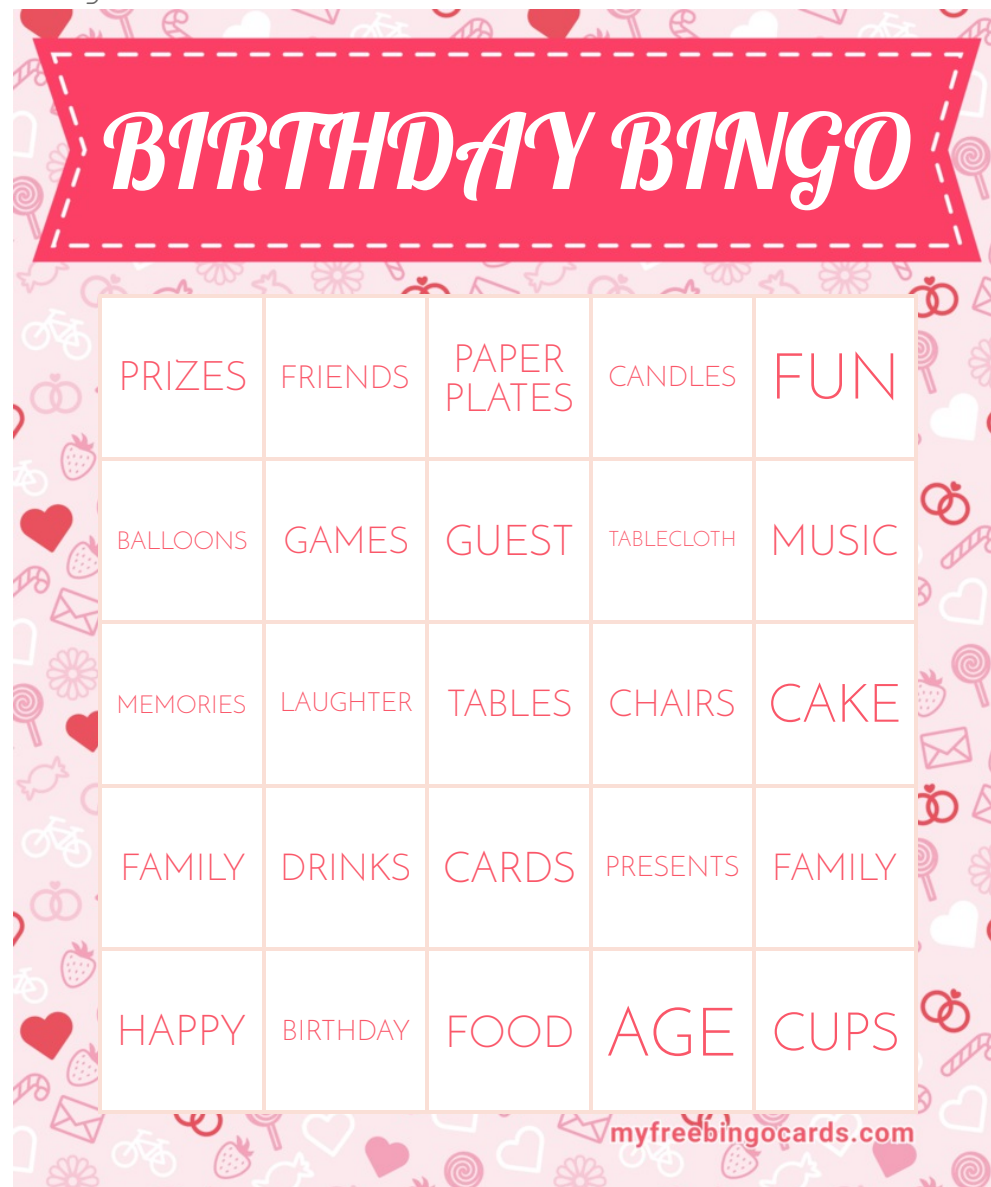 BIRTHDAY BINGO
PRIZES
FRIENDS
PAPER
PLATES
CANDLES
FUN
BALLOONS
GAMES
GUEST
TABLECLOTH
MUSIC
MEMORIES
LAUGHTER
TABLES
CHAIRS
CAKE
FAMILY
DRINKS
CARDS
PRESENTS
FAMILY
HAPPY
BIRTHDAY
FOOD
AGE
CUPS
myfreebingocards.com